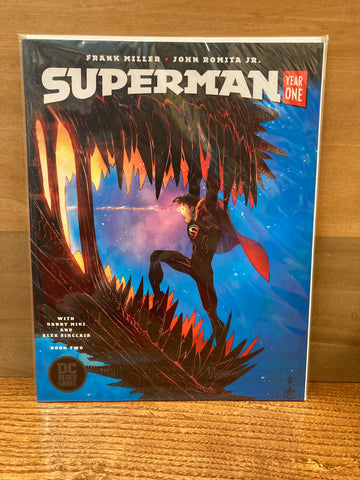 FRANK MILLER • JOHN ROMITA JR.
SUPERMAN
YEAR
ONE
WITH
DANNY MIKI
AND
ALEX SINCLAIR
BOOK TWO
DC
BLACK
LABEL